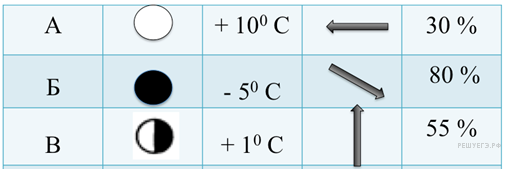 А + 10⁰ С 30 %
Б - 5⁰ С 80 %
В + 1⁰ С 55 %
РЕШУЕГЭ.РФ